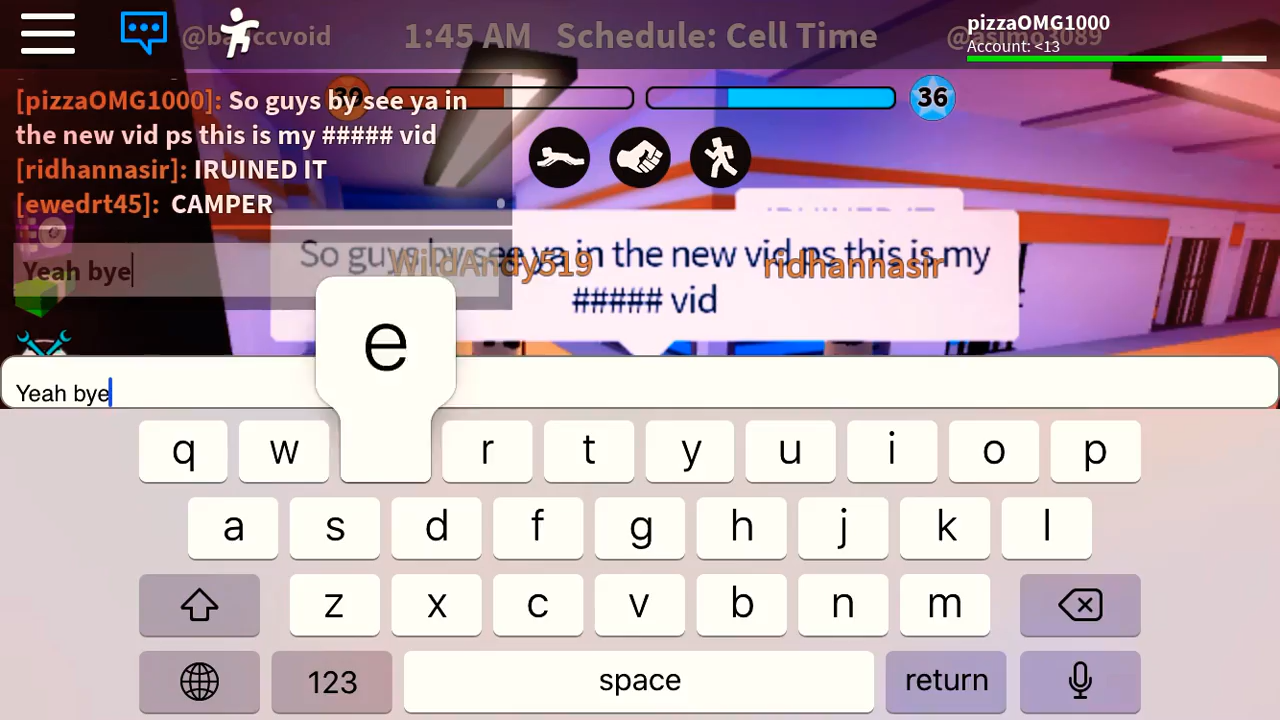 @ba
ccvoid
1:45 AM Schedule: Cell Time
pizzaOMG1000
Account: <13
36
[pizzaOMG1000]: So guys by see ya in
the new vid ps this is my ##### vid
[ridhannasir]: IRUINED IT
[ewedrt45]: CAMPER
So guys by see ya in the new vid ps this is my
##### vid
WildAndy519
ridhannasir
Yeah bye
e
Yeah bye
q w r t y u i o p
a s d f g h j k l
z x c v b n m
123 space return